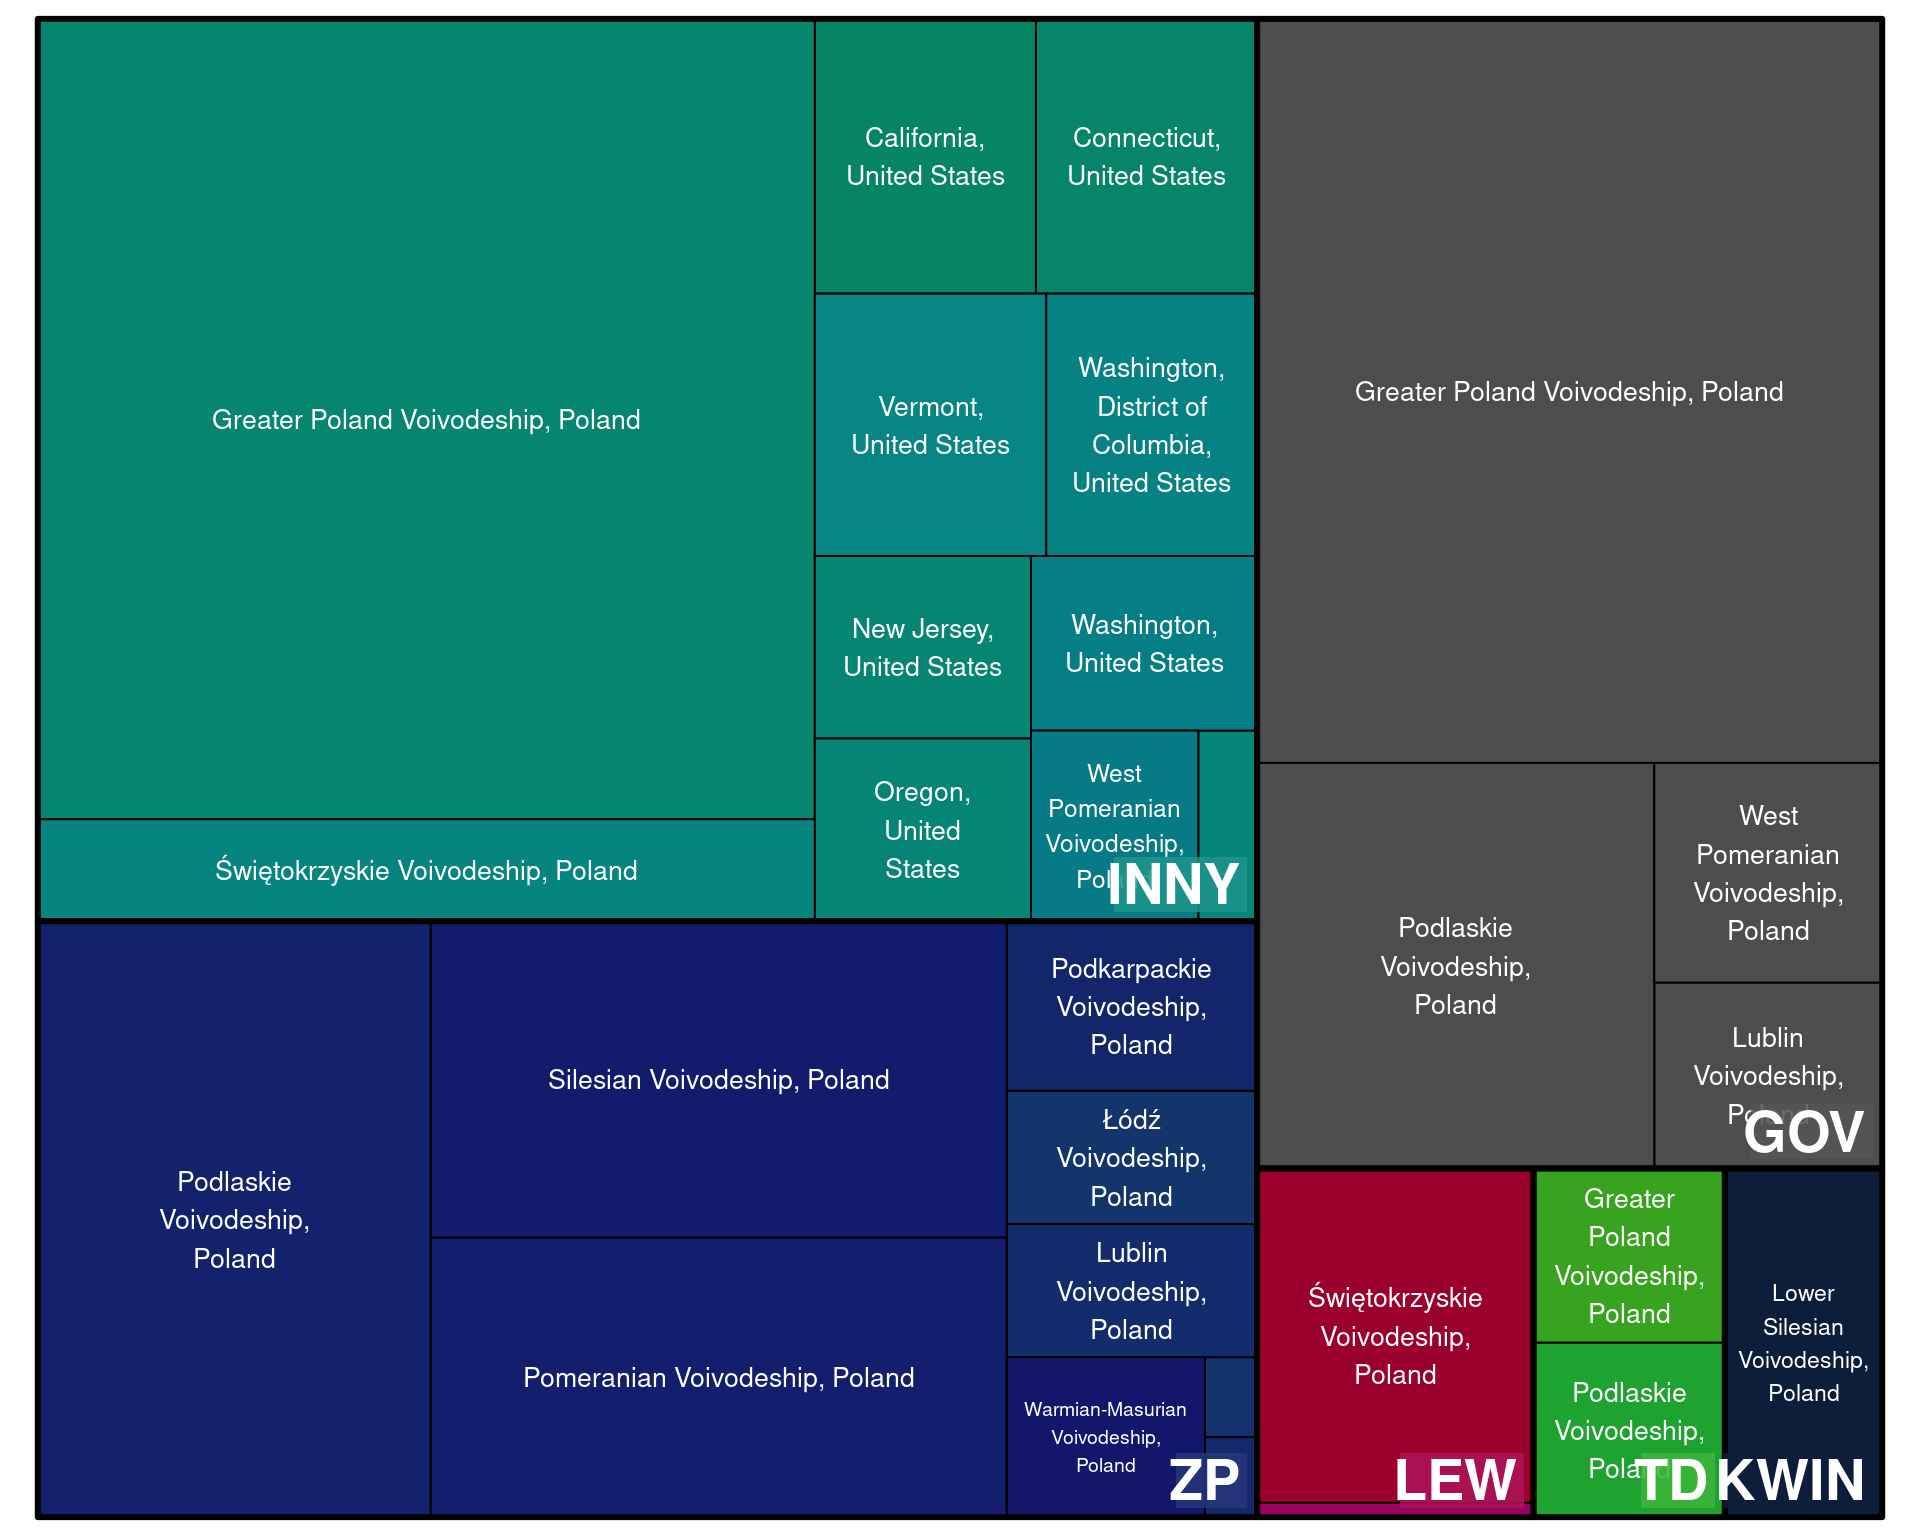 Greater Poland Voivodeship, Poland
Świętokrzyskie Voivodeship, Poland
California,
United States
Connecticut,
United States
Vermont,
United States
Washington,
District of
Columbia,
United States
New Jersey,
United States
Washington,
United States
Oregon,
United
States
West
Pomeranian
Voivodeship,
INNY
Greater Poland Voivodeship, Poland
Podlaskie
Voivodeship,
Poland
West
Pomeranian
Voivodeship,
Poland
Lublin
Voivodeship,
GOV
Podlaskie
Voivodeship,
Poland
Silesian Voivodeship, Poland
Pomeranian Voivodeship, Poland
Podkarpackie
Voivodeship,
Poland
Łódź
Voivodeship,
Poland
Lublin
Voivodeship,
Poland
Warmian-Masurian
Voivodeship,
Poland
ZP
Świętokrzyskie
Voivodeship,
Poland
LEW
Greater
Poland
Voivodeship,
Poland
Podlaskie
Voivodeship,
Poland
TD
Lower
Silesian
Voivodeship,
Poland
KWIN